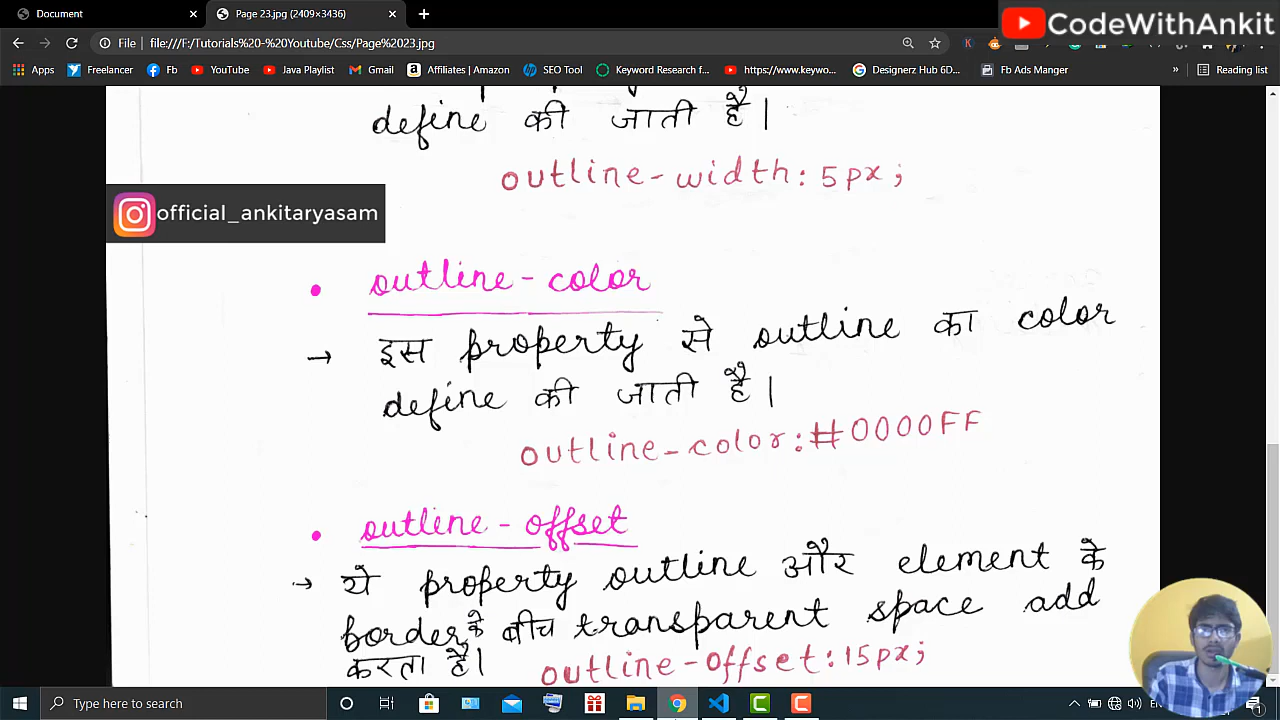 Document
Page 23.jpg (2409×3436)
CodeWithAnkit
File
file:///F:/Tutorials%20-%20Youtube/Css/Page%2023.jpg
Apps Freelancer Fb YouTube Java Playlist Gmail Affiliates | Amazon SEO Tool Keyword Research f... https://www.keywo... Designerz Hub 6D... Fb Ads Manger » Reading list
define की जाती है।
outline-width: 5px;
official_ankitaryasam
• outline-color
→ इस property से outline का color
define की जाती है।
outline-color:#0000FF
• outline-offset
→ ये property outline और element के
border के बीच transparent space add
करता है। outline-offset:15px;
Type here to search